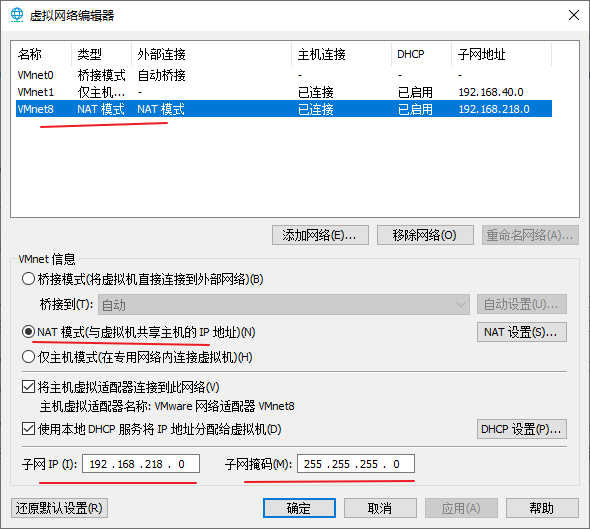 虚拟网络编辑器
名称 类型 外部连接 主机连接 DHCP 子网地址
VMnet0 桥接模式 自动桥接 - - -
VMnet1 仅主机... - 已连接 已启用 192.168.40.0
VMnet8 NAT 模式 NAT 模式 已连接 已启用 192.168.218.0
添加网络(E)... 移除网络(O) 重命名网络(A)...
VMnet 信息
桥接模式(将虚拟机直接连接到外部网络)(B)
桥接到(T): 自动 自动设置(U)...
NAT 模式(与虚拟机共享主机的 IP 地址)(N) NAT 设置(S)...
仅主机模式(在专用网络内连接虚拟机)(H)
将主机虚拟适配器连接到此网络(V)
主机虚拟适配器名称: VMware 网络适配器 VMnet8
使用本地 DHCP 服务将 IP 地址分配给虚拟机(D) DHCP 设置(P)...
子网 IP (I): 192 . 168 . 218 . 0 子网掩码(M): 255 . 255 . 255 . 0
还原默认设置(R) 确定 取消 应用(A) 帮助